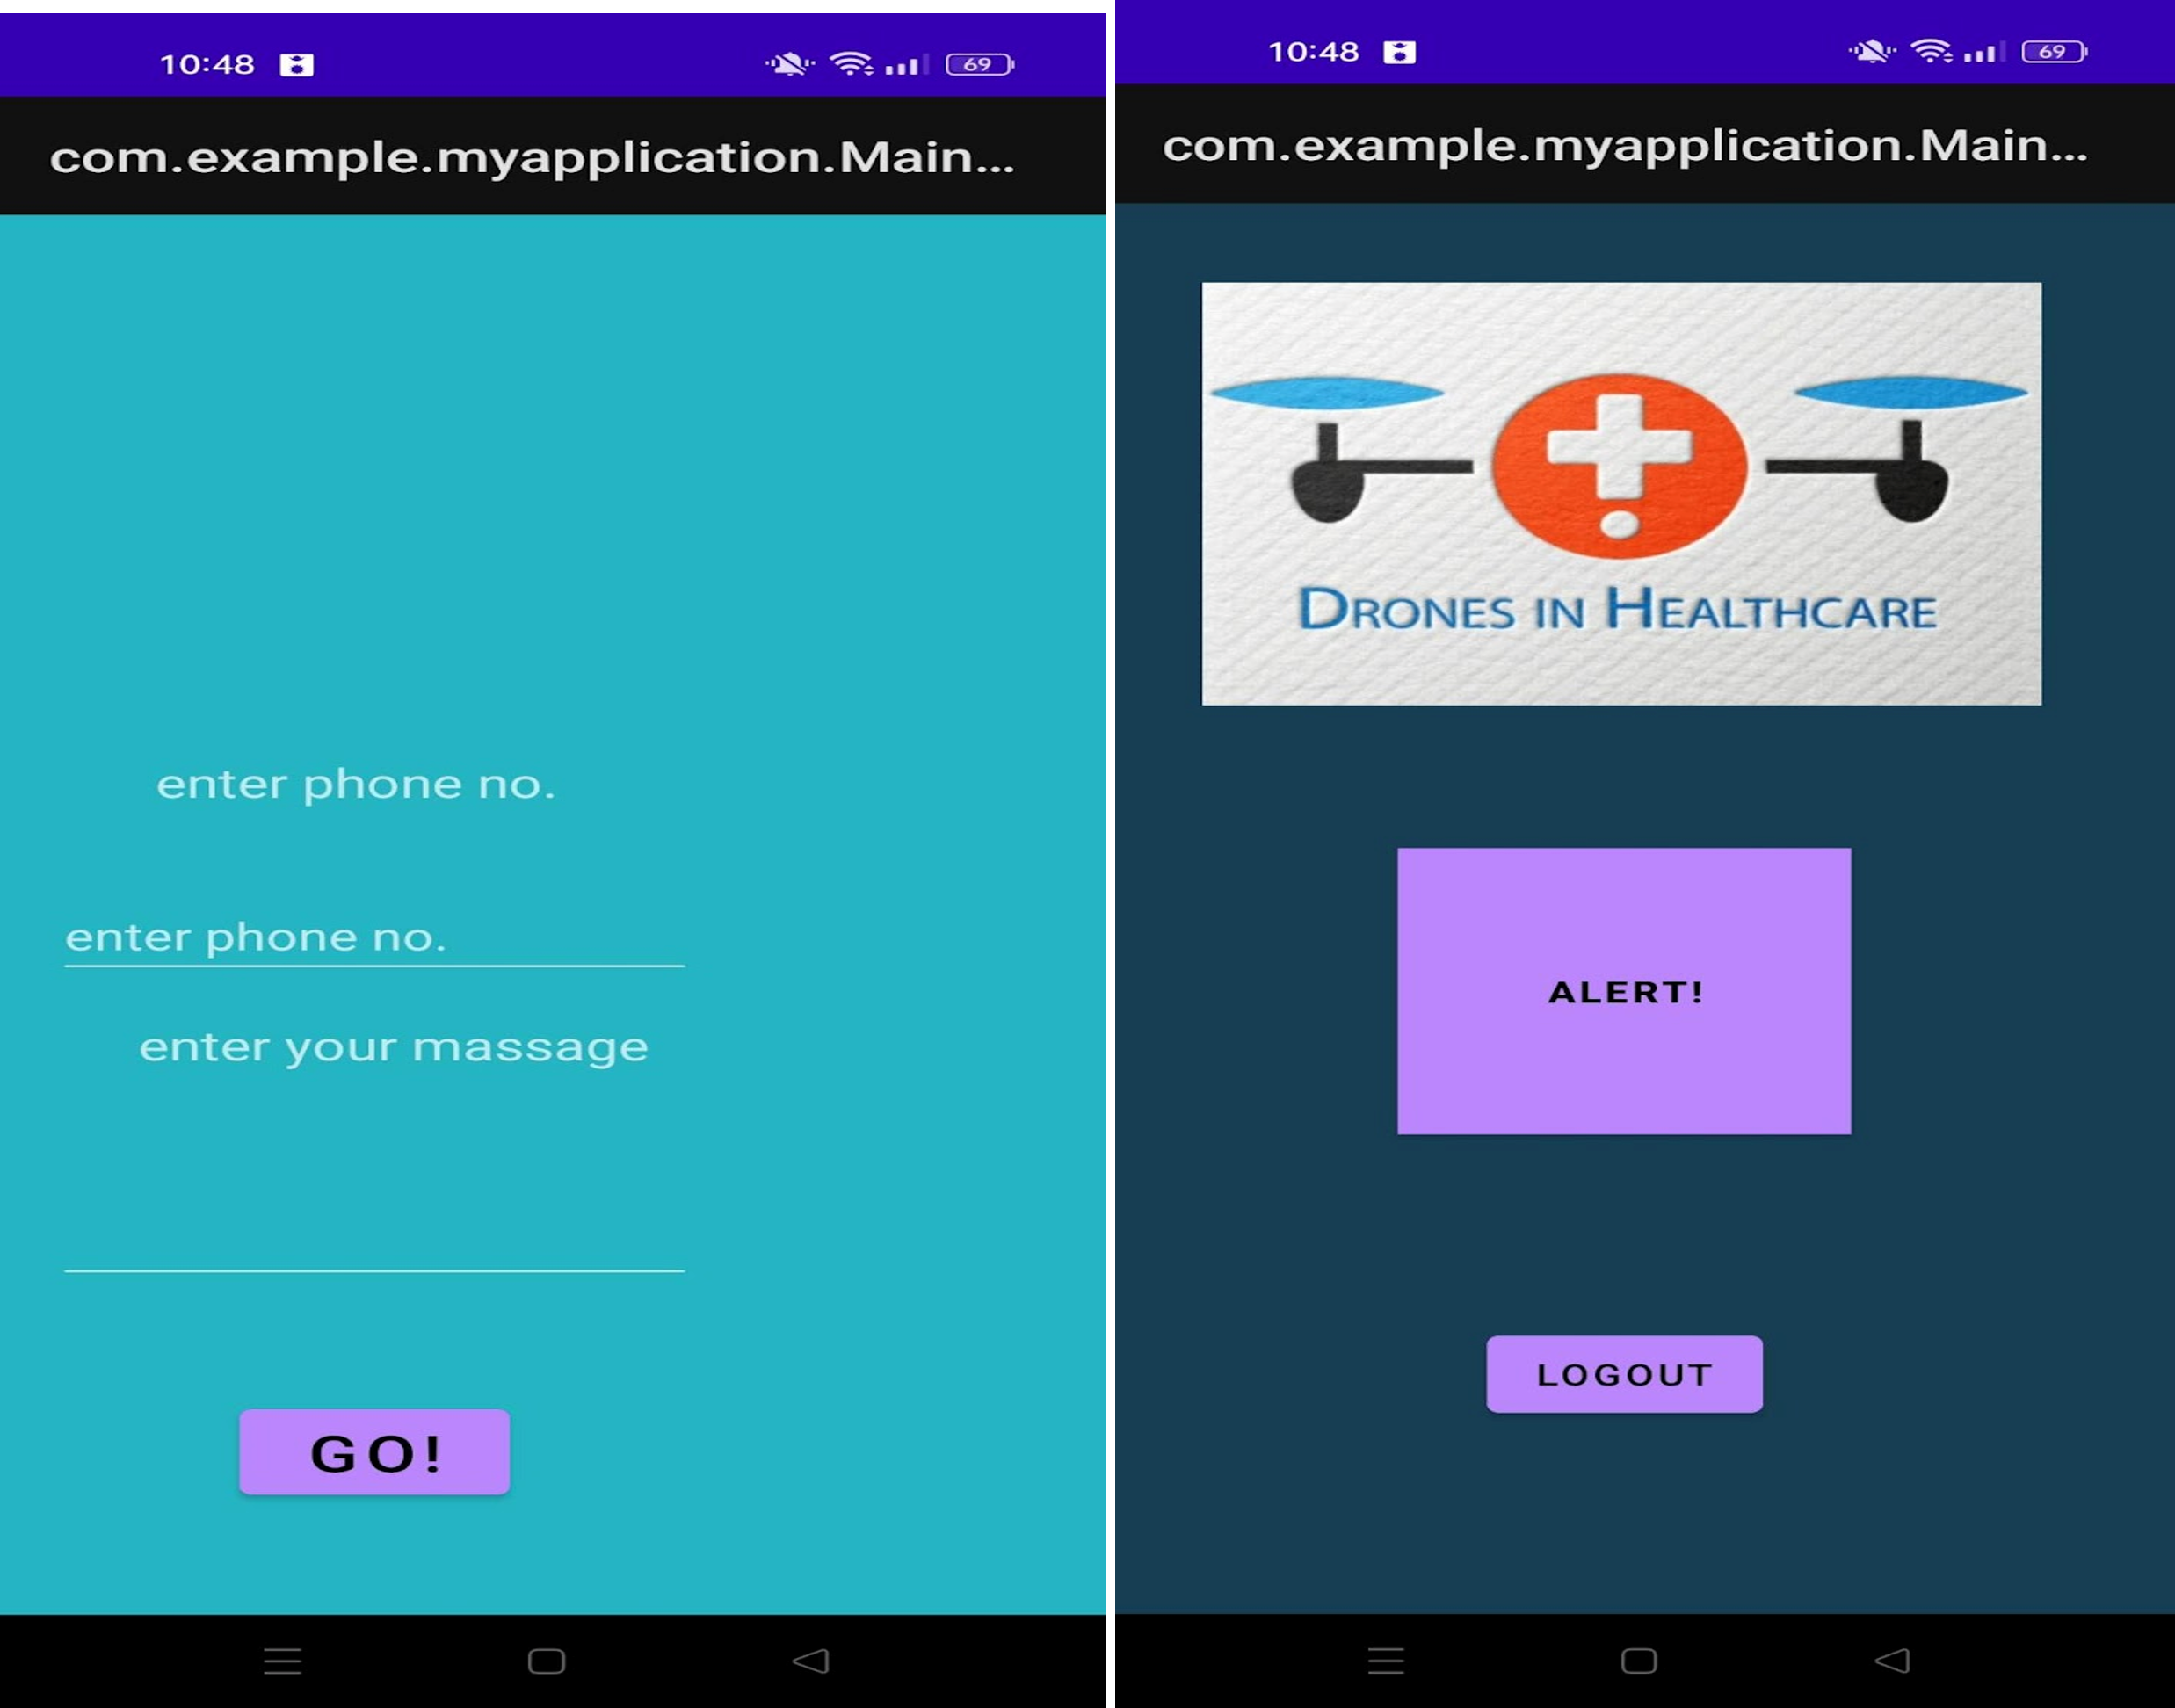 10:48
69
com.example.myapplication.Main...
enter phone no.
enter phone no.
enter your massage
GO!
10:48
69
com.example.myapplication.Main...
DRONES IN HEALTHCARE
ALERT!
LOGOUT